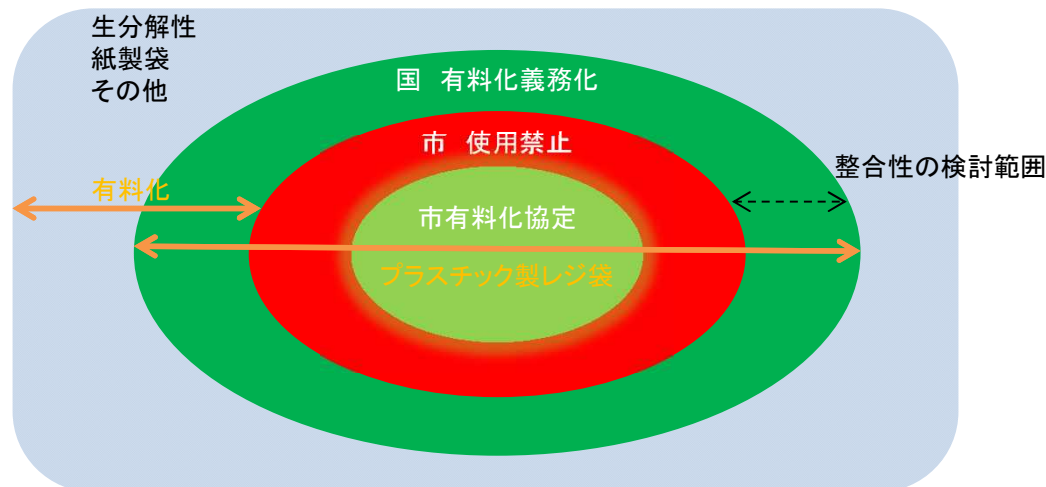 生分解性
紙製袋
その他
国 有料化義務化
市 使用禁止
整合性の検討範囲
有料化
市有料化協定
プラスチック製レジ袋